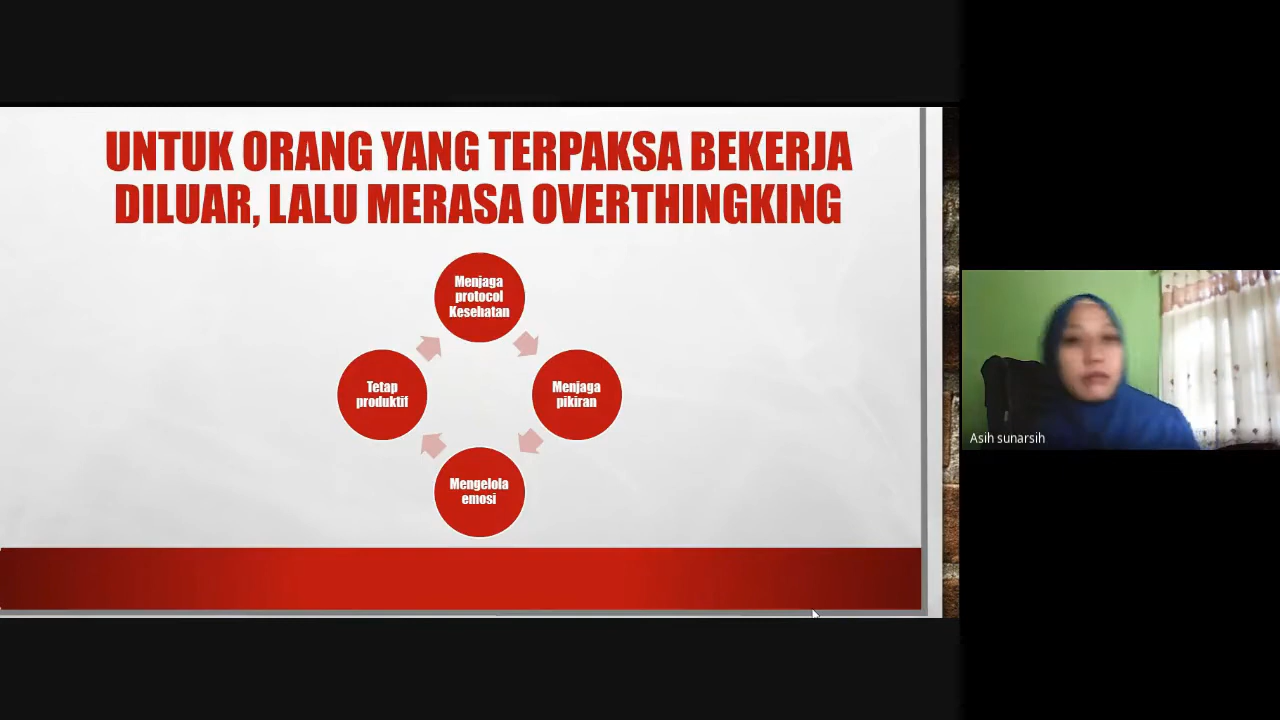 UNTUK ORANG YANG TERPAKSA BEKERJA
DILUAR, LALU MERASA OVERTHINGKING
Menjaga
protocol
Kesehatan
Menjaga
pikiran
Mengelola
emosi
Tetap
produktif
Asih sunarsih